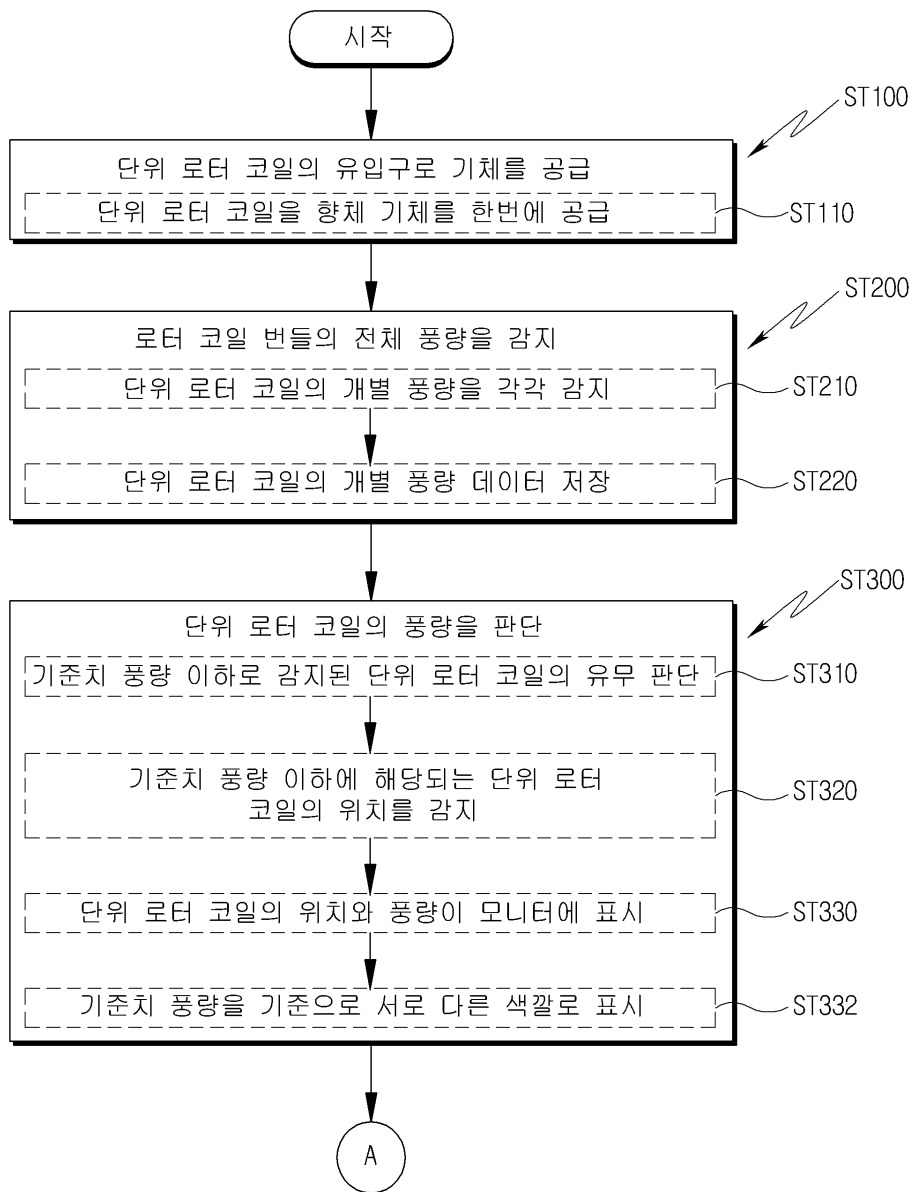 시작
ST100
단위 로터 코일의 유입구로 기체를 공급
단위 로터 코일을 향체 기체를 한번에 공급
ST110
ST200
로터 코일 번들의 전체 풍량을 감지
단위 로터 코일의 개별 풍량을 각각 감지
ST210
단위 로터 코일의 개별 풍량 데이터 저장
ST220
ST300
단위 로터 코일의 풍량을 판단
기준치 풍량 이하로 감지된 단위 로터 코일의 유무 판단
ST310
기준치 풍량 이하에 해당되는 단위 로터
코일의 위치를 감지
ST320
단위 로터 코일의 위치와 풍량이 모니터에 표시
ST330
기준치 풍량을 기준으로 서로 다른 색깔로 표시
ST332
A